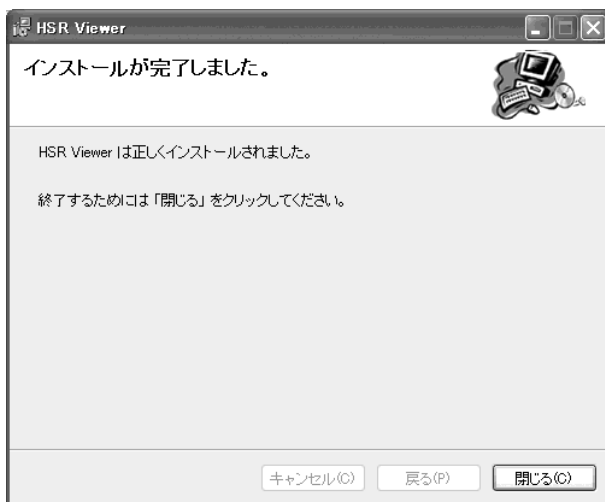 HSR Viewer
インストールが完了しました。
HSR Viewer は正しくインストールされました。
終了するためには「閉じる」をクリックしてください。
キャンセル(C) 戻る(P) 閉じる(C)